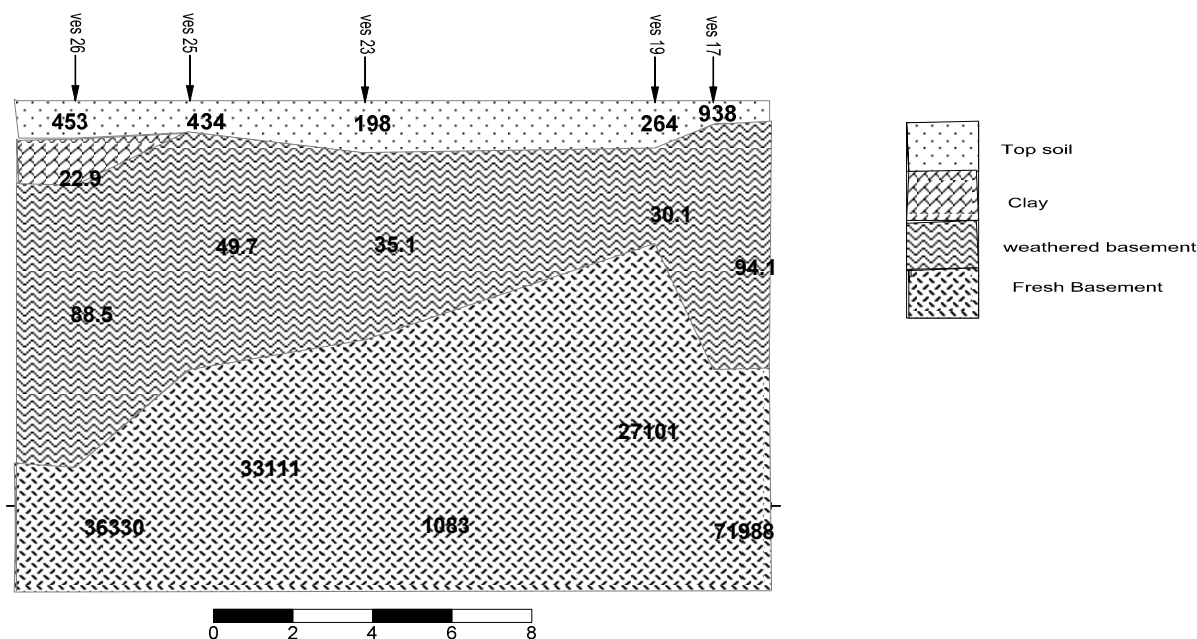 ves 26
ves 25
ves 23
ves 19
ves 17
453
434
198
264
938
22.9
49.7
35.1
30.1
94.1
88.5
27101
33111
36330
1083
71988
Top soil
Clay
weathered basement
Fresh Basement
0 2 4 6 8